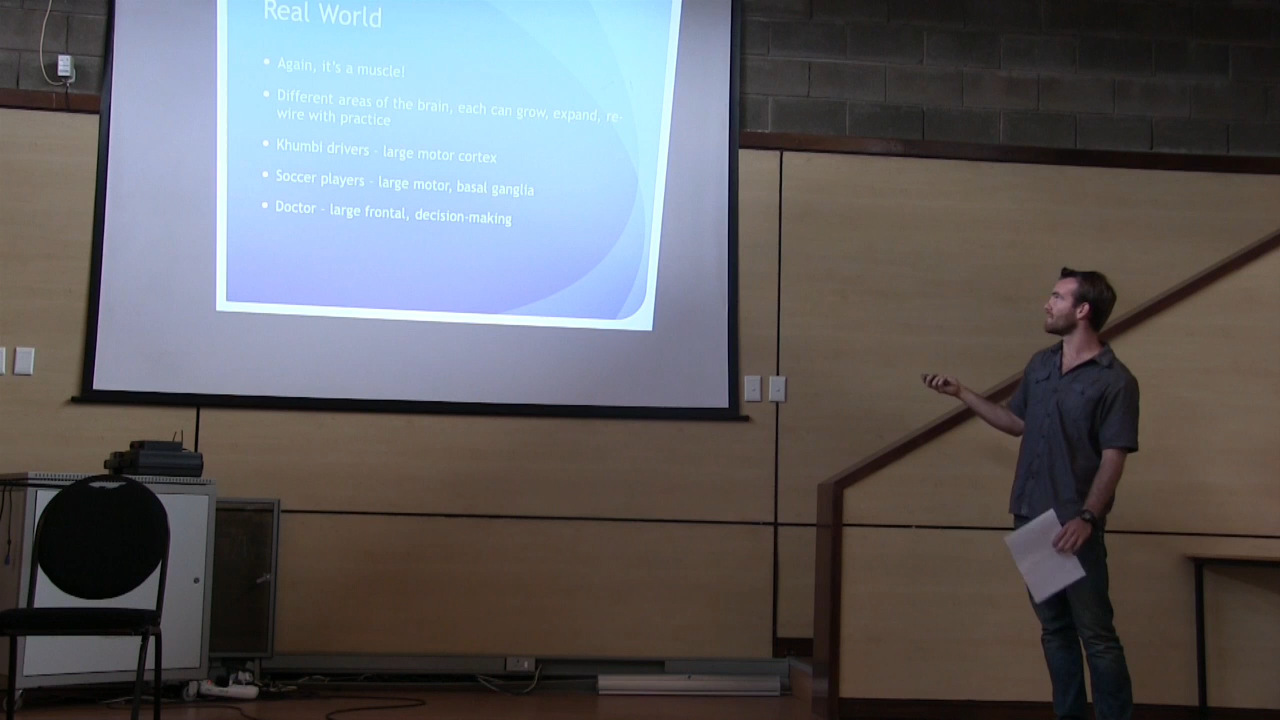 Real World
Again, it's a muscle!
Different areas of the brain, each can grow, expand, re-
wire with practice
Khumbi drivers - large motor cortex
Soccer players - large motor, basal ganglia
Doctor - large frontal, decision-making